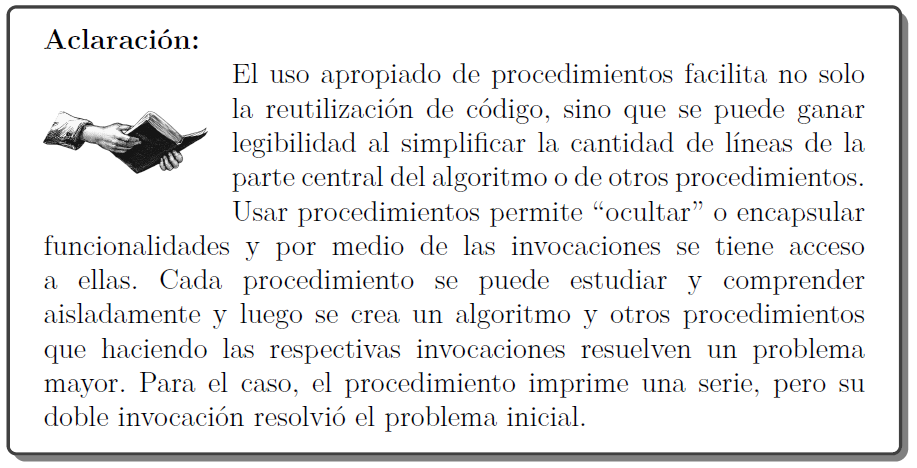 Aclaración:
El uso apropiado de procedimientos facilita no solo
la reutilización de código, sino que se puede ganar
legibilidad al simplificar la cantidad de líneas de la
parte central del algoritmo o de otros procedimientos.
Usar procedimientos permite “ocultar” o encapsular
funcionalidades y por medio de las invocaciones se tiene acceso
a ellas. Cada procedimiento se puede estudiar y comprender
aisladamente y luego se crea un algoritmo y otros procedimientos
que haciendo las respectivas invocaciones resuelven un problema
mayor. Para el caso, el procedimiento imprime una serie, pero su
doble invocación resolvió el problema inicial.